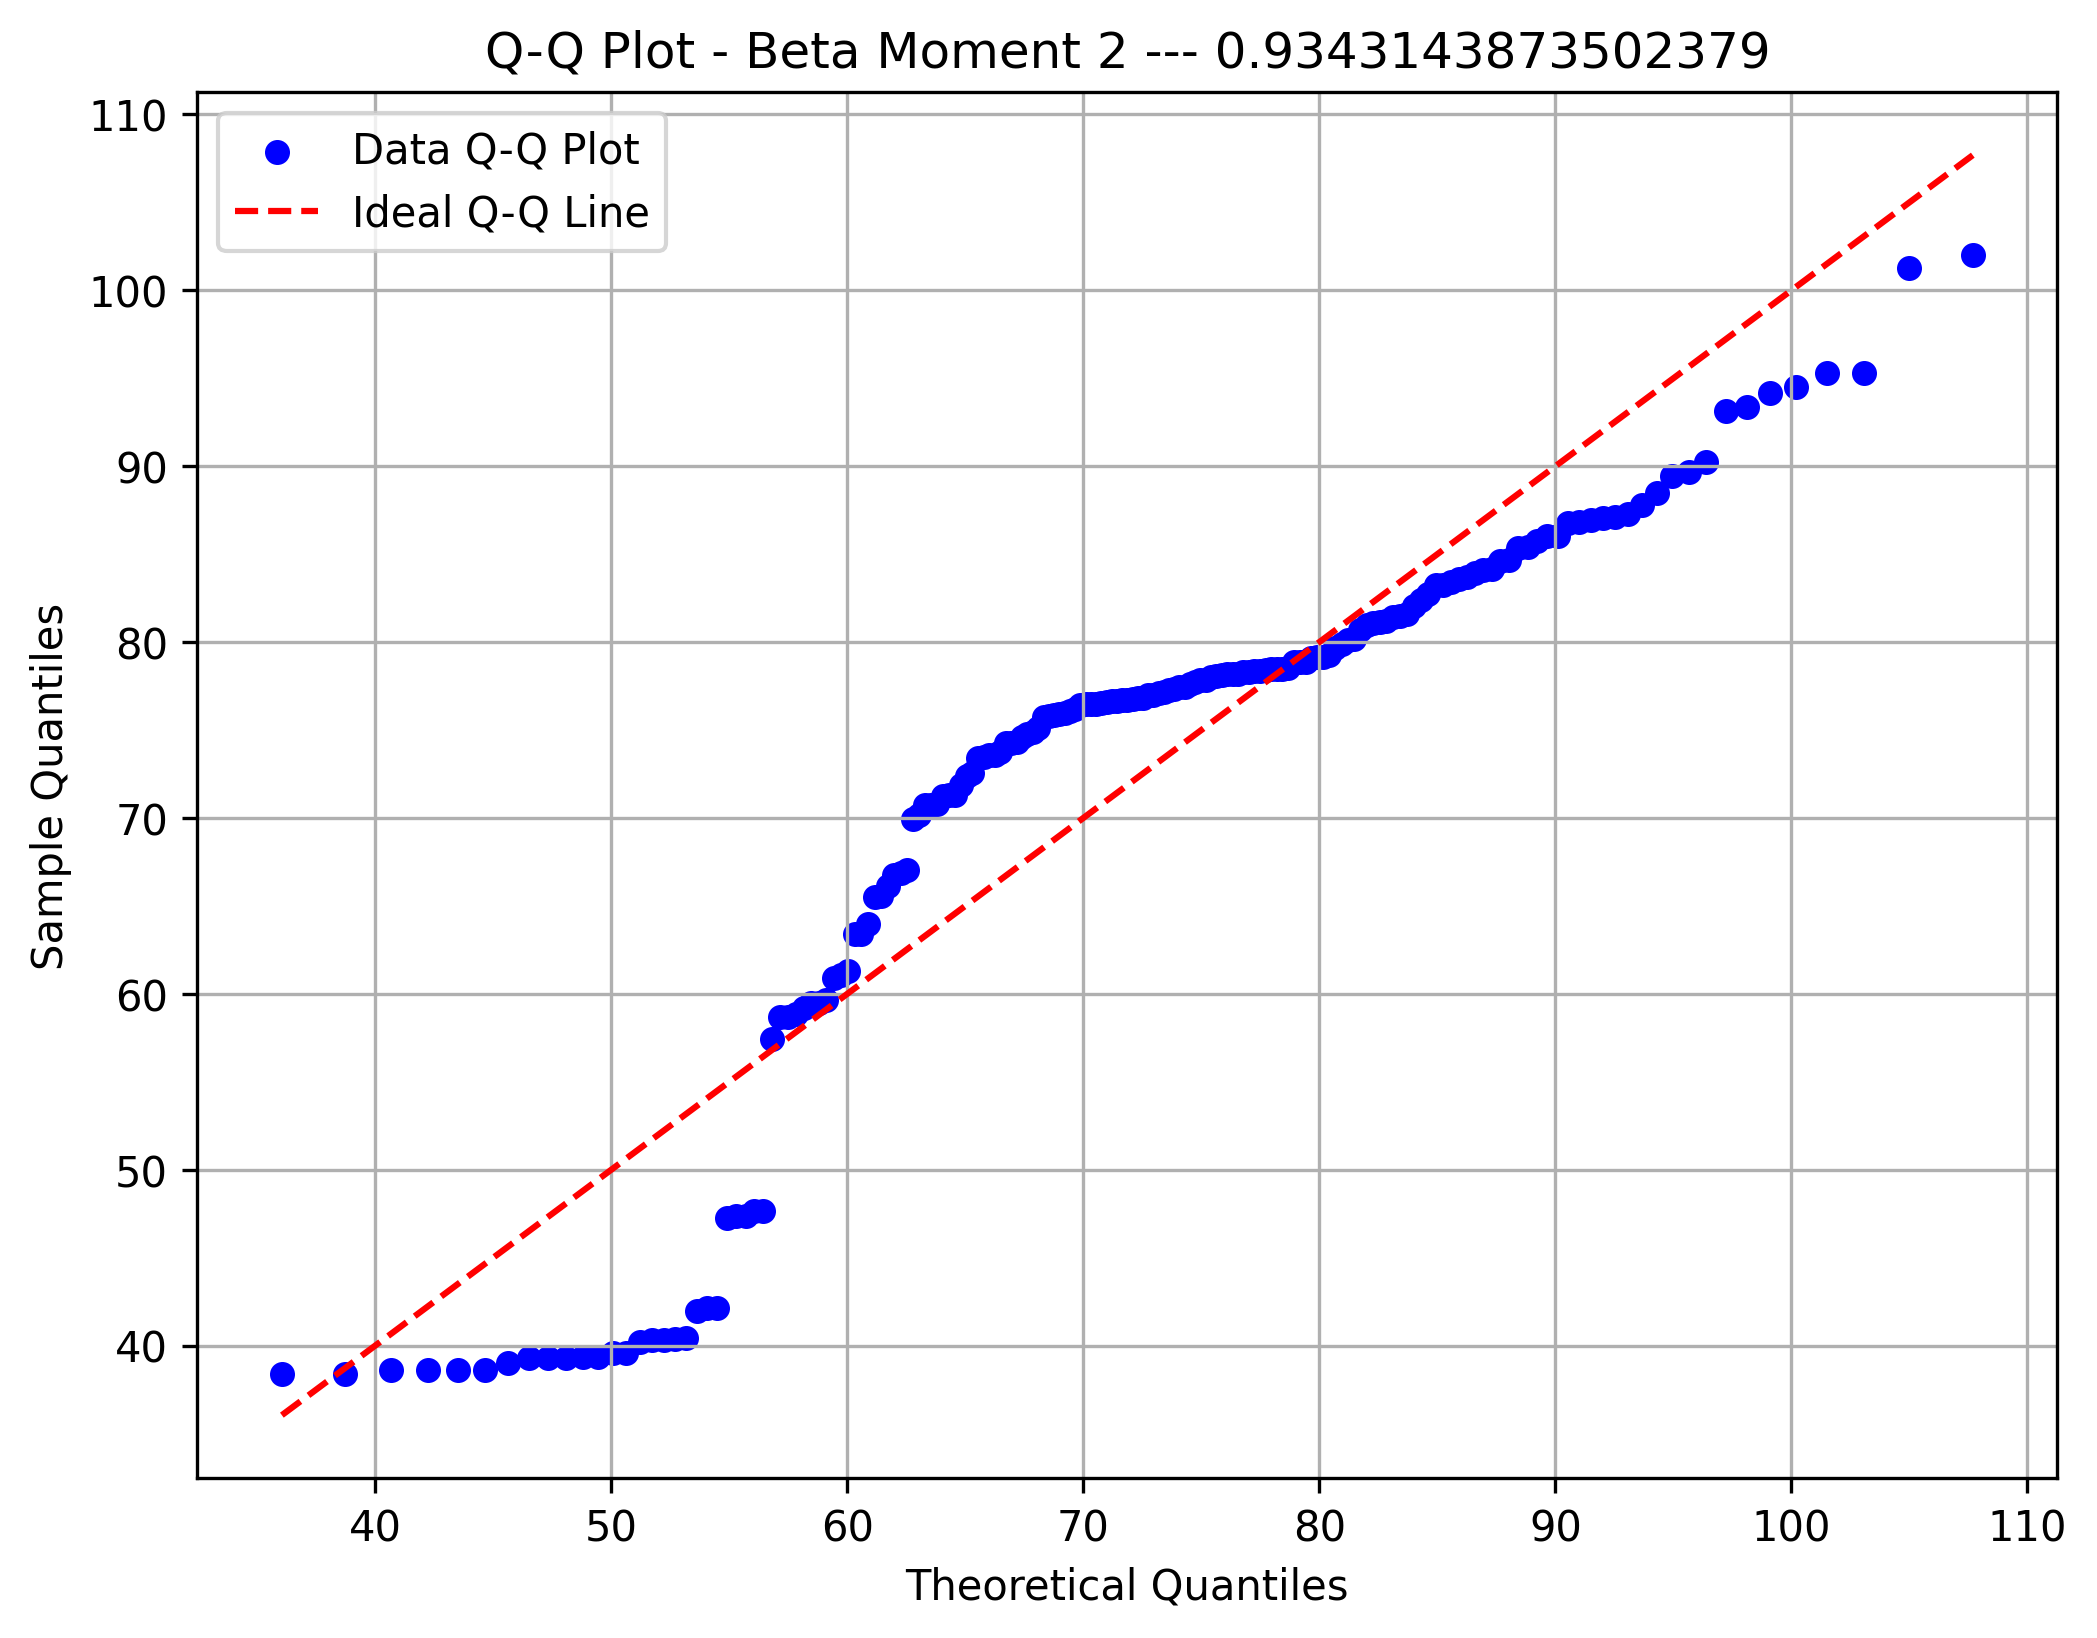 Q-Q Plot - Beta Moment 2 --- 0.9343143873502379
Data Q-Q Plot
Ideal Q-Q Line
110
100
90
80
70
60
50
40
Sample Quantiles
40 50 60 70 80 90 100 110
Theoretical Quantiles